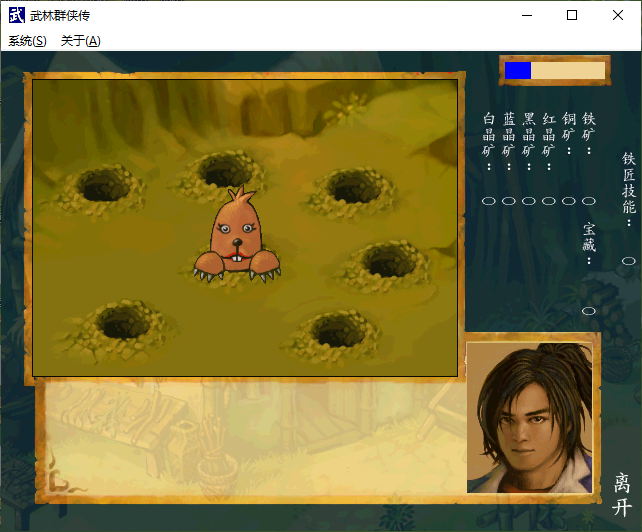 武 武林群侠传
系统(S) 关于(A)
铁匠技能：○
铁矿：○
宝藏：○
铜矿：○
红晶矿：○
黑晶矿：○
蓝晶矿：○
白晶矿：○
离开